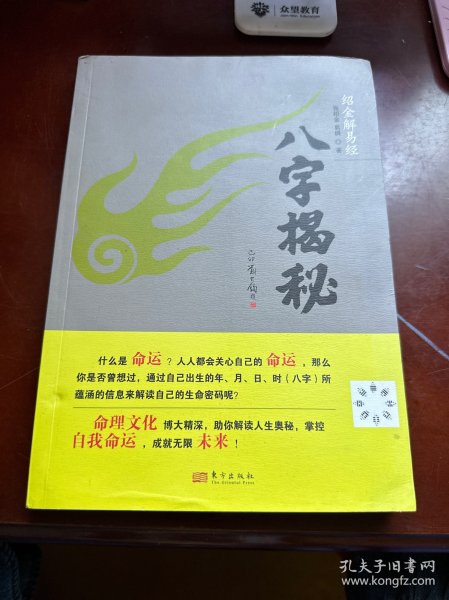 众望教育
绍金解易经
八字揭秘
什么是 命运 ? 人人都会关心自己的 命运 , 那么
你是否曾想过, 通过自己出生的年、月、日、时(八字)所
蕴涵的信息来解读自己的生命密码呢?
命理文化 博大精深, 助你解读人生奥秘, 掌控
自我命运 , 成就无限 未来 !
東方出版社
The Oriental Press
孔夫子旧书网
www.kongfz.com